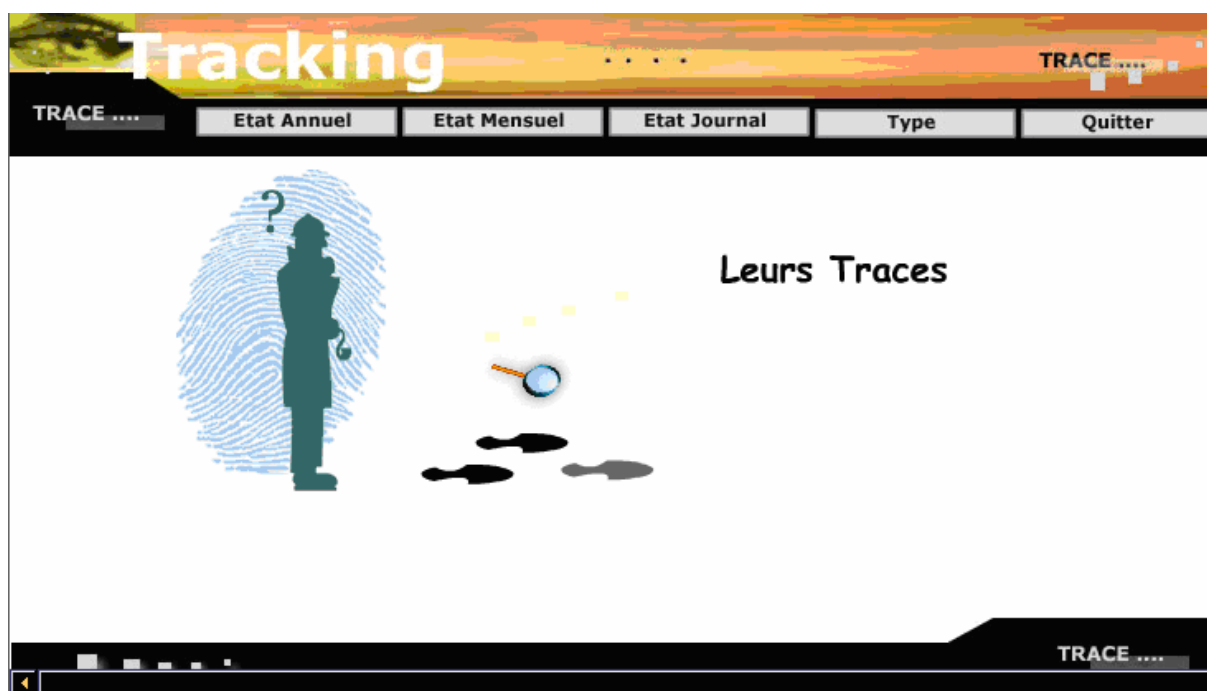 Tracking
TRACE ....
TRACE ....
Etat Annuel
Etat Mensuel
Etat Journal
Type
Quitter
?
Leurs Traces
TRACE ....